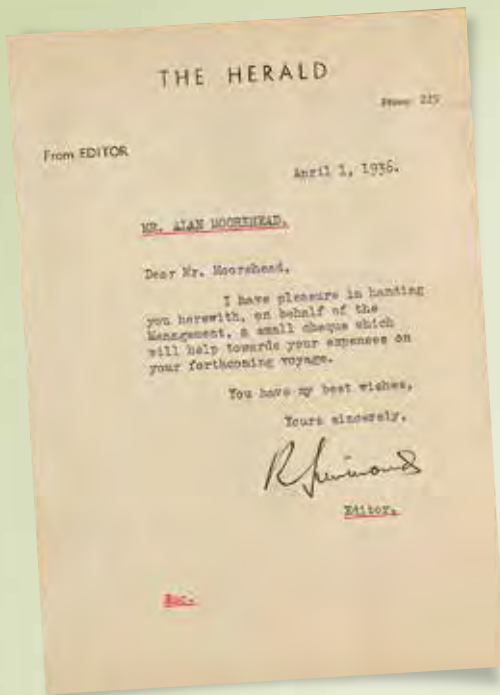 THE HERALD
Phone 225
From EDITOR
April 1, 1936.
MR. ALAN MOOREHEAD.
Dear Mr. Moorehead,
I have pleasure in handing
you herewith, on behalf of the
Management, a small cheque which
will help towards your expenses on
your forthcoming voyage.
You have my best wishes,
Yours sincerely,
Editor.
Enc.